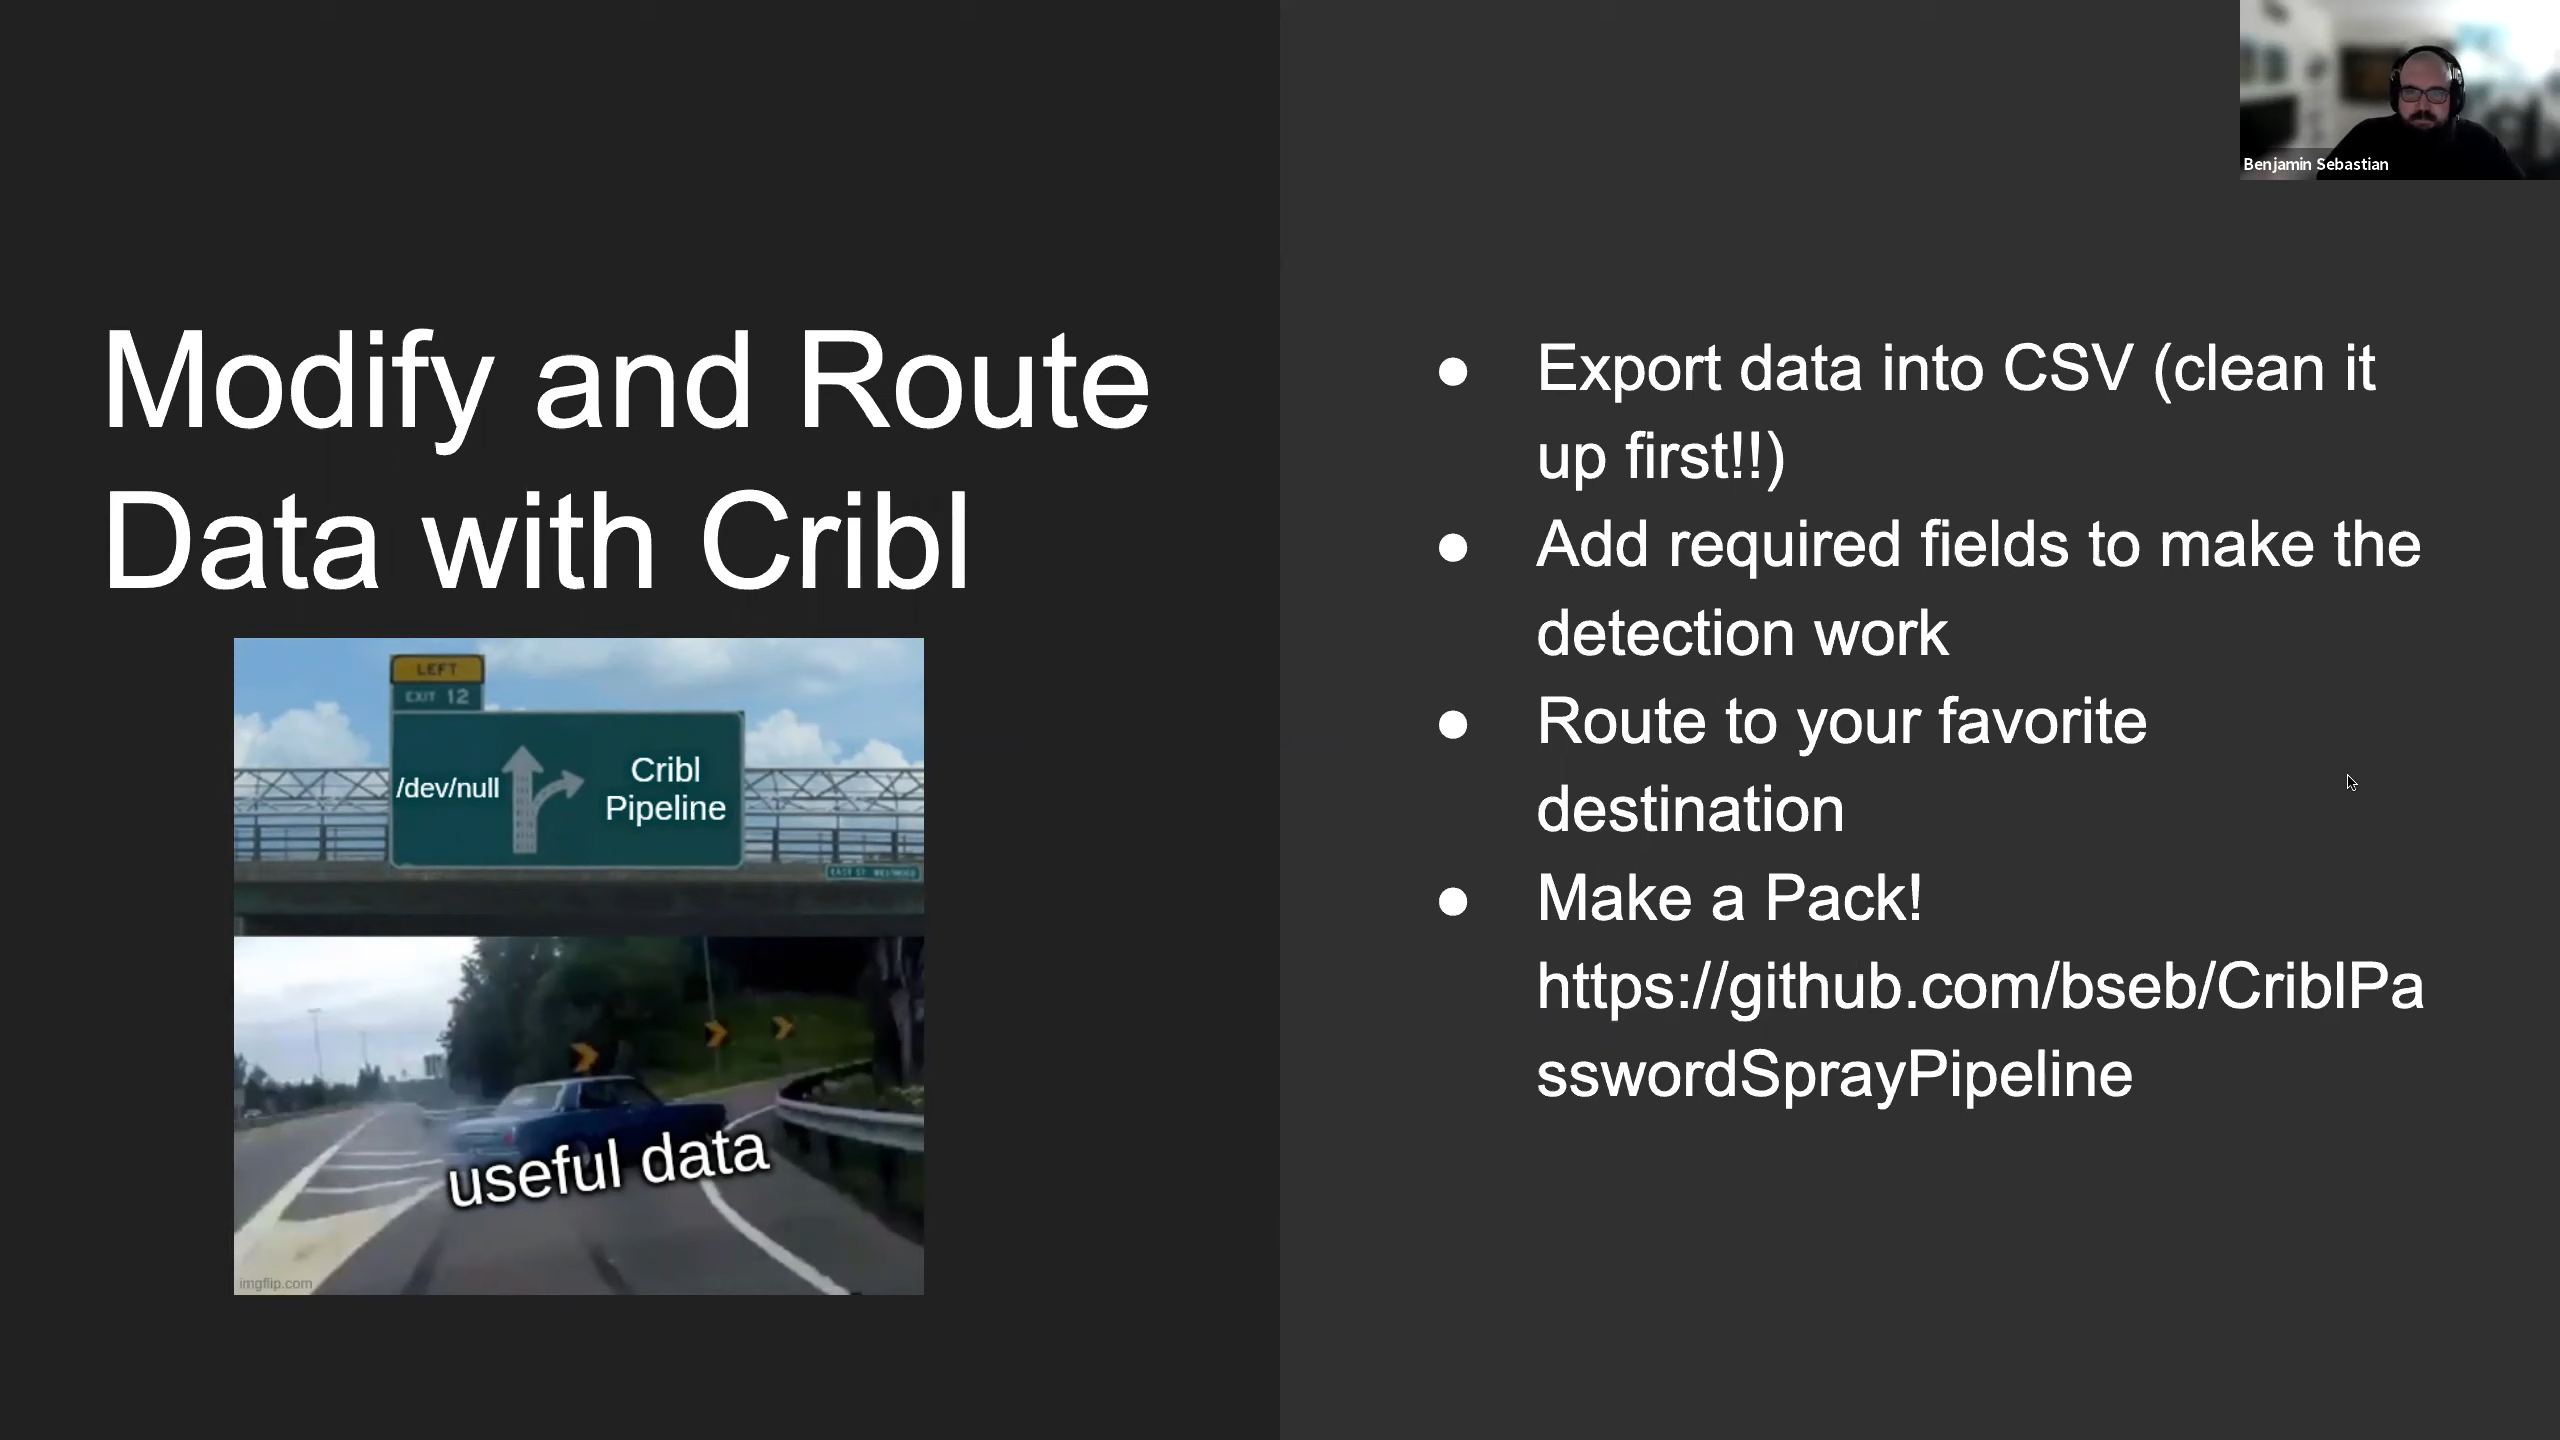 Benjamin Sebastian
Modify and Route
Data with Cribl
LEFT
EXIT 12
/dev/null
Cribl
Pipeline
useful data
imgflip.com
● Export data into CSV (clean it
up first!!)
● Add required fields to make the
detection work
● Route to your favorite
destination
● Make a Pack!
https://github.com/bseb/CriblPa
sswordSprayPipeline